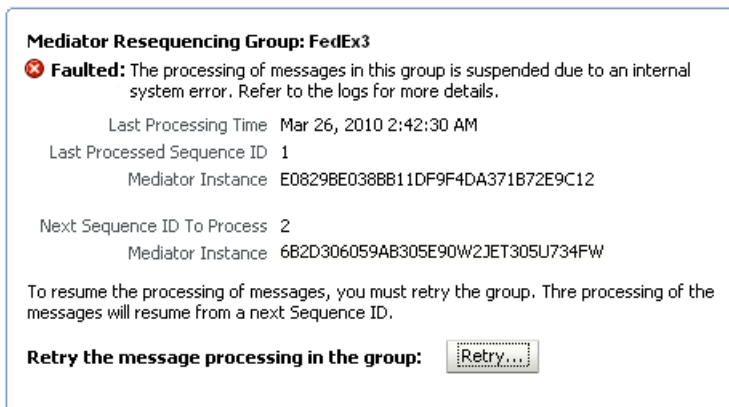 Mediator Resequencing Group: FedEx3
Faulted: The processing of messages in this group is suspended due to an internal
system error. Refer to the logs for more details.
Last Processing Time Mar 26, 2010 2:42:30 AM
Last Processed Sequence ID 1
Mediator Instance E0829BE038BB11DF9F4DA371B72E9C12
Next Sequence ID To Process 2
Mediator Instance 6B2D306059AB305E90W2JET305U734FW
To resume the processing of messages, you must retry the group. Thre processing of the
messages will resume from a next Sequence ID.
Retry the message processing in the group: Retry...